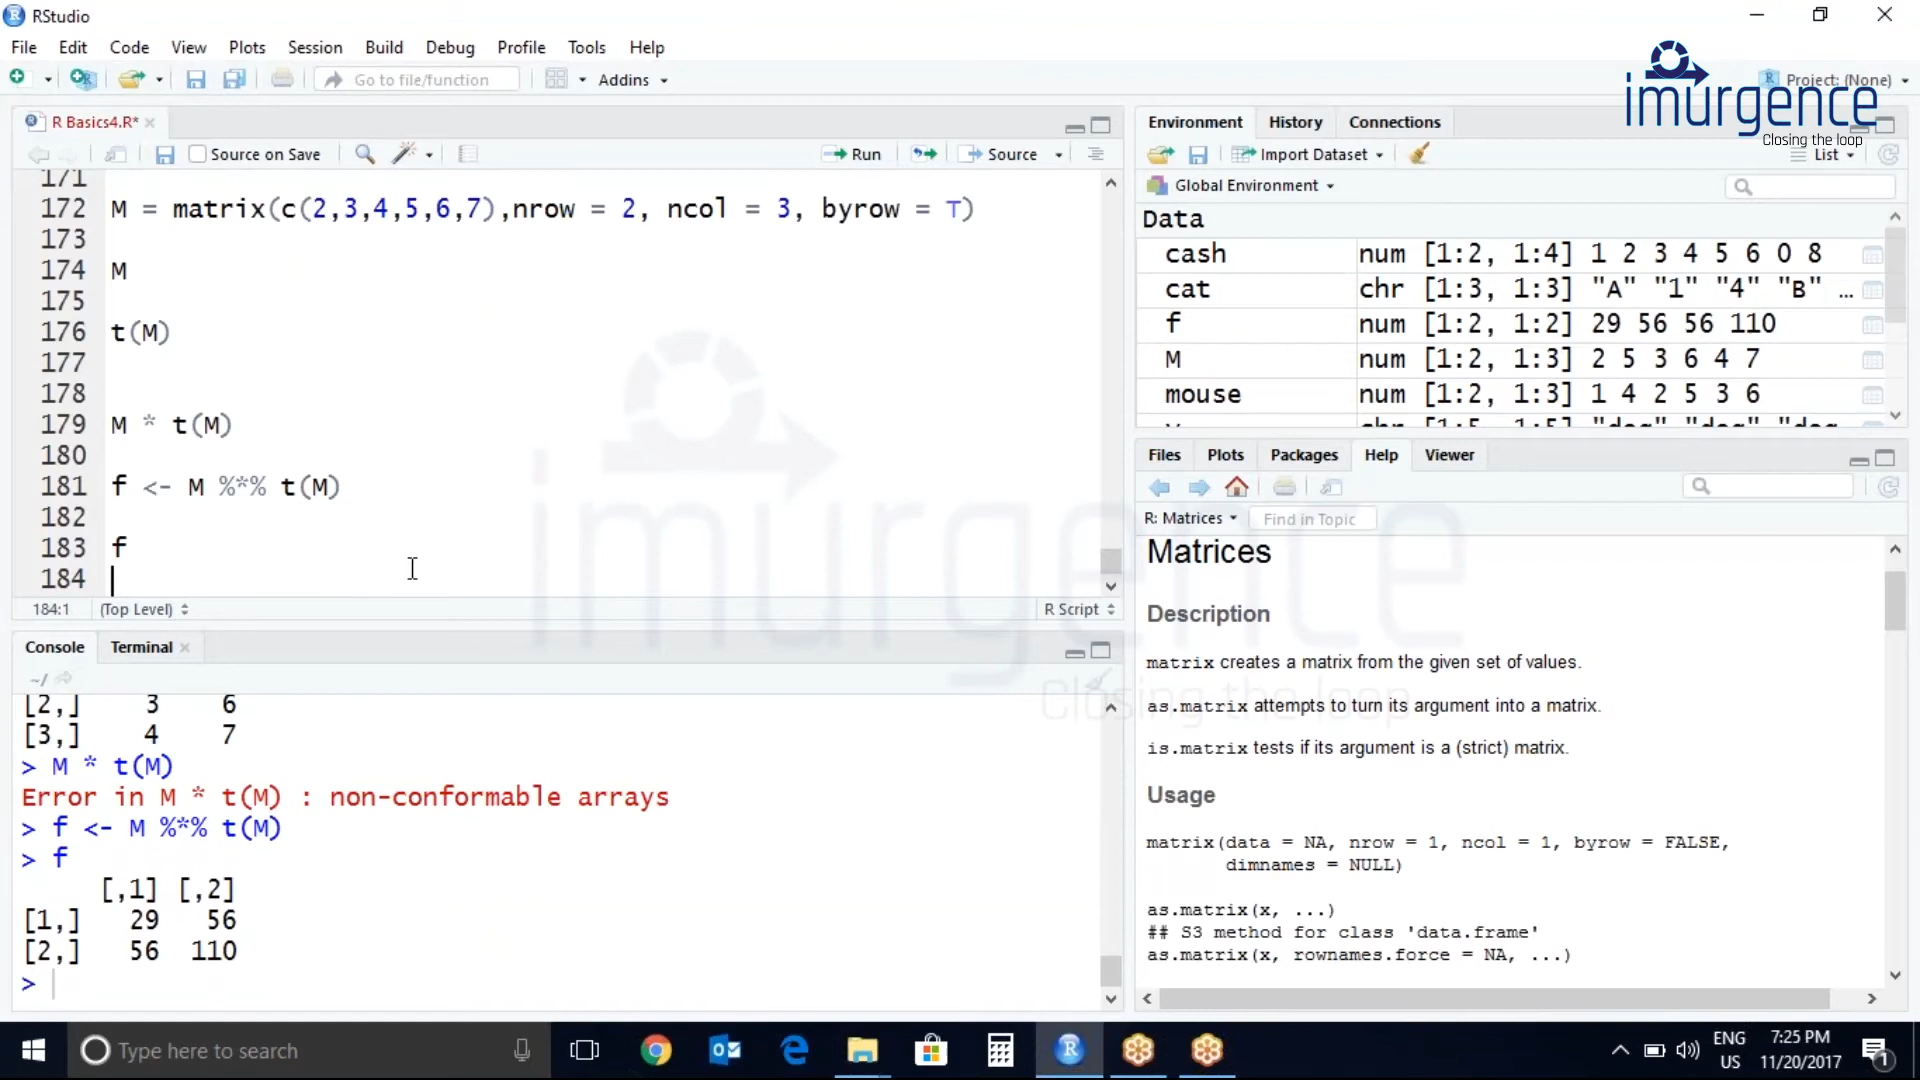 RStudio
File Edit Code View Plots Session Build Debug Profile Tools Help
Go to file/function Addins Project: (None)
imurgence
Closing the loop
R Basics4.R*
Source on Save Run Source
171
172 M = matrix(c(2,3,4,5,6,7),nrow = 2, ncol = 3, byrow = T)
173
174 M
175
176 t(M)
177
178
179 M * t(M)
180
181 f <- M %*% t(M)
182
183 f
184
184:1 (Top Level) R Script
Console Terminal
~/
[2,] 3 6
[3,] 4 7
> M * t(M)
Error in M * t(M) : non-conformable arrays
> f <- M %*% t(M)
> f
[,1] [,2]
[1,] 29 56
[2,] 56 110
>
Environment History Connections
Import Dataset List
Global Environment
Data
cash num [1:2, 1:4] 1 2 3 4 5 6 0 8
cat chr [1:3, 1:3] "A" "1" "4" "B" ...
f num [1:2, 1:2] 29 56 56 110
M num [1:2, 1:3] 2 5 3 6 4 7
mouse num [1:2, 1:3] 1 4 2 5 3 6
Files Plots Packages Help Viewer
R: Matrices Find in Topic
Matrices
Description
matrix creates a matrix from the given set of values.
as.matrix attempts to turn its argument into a matrix.
is.matrix tests if its argument is a (strict) matrix.
Usage
matrix(data = NA, nrow = 1, ncol = 1, byrow = FALSE,
dimnames = NULL)
as.matrix(x, ...)
## S3 method for class 'data.frame'
as.matrix(x, rownames.force = NA, ...)
imurgence
Closing the loop
Type here to search
ENG
US
7:25 PM
11/20/2017
1